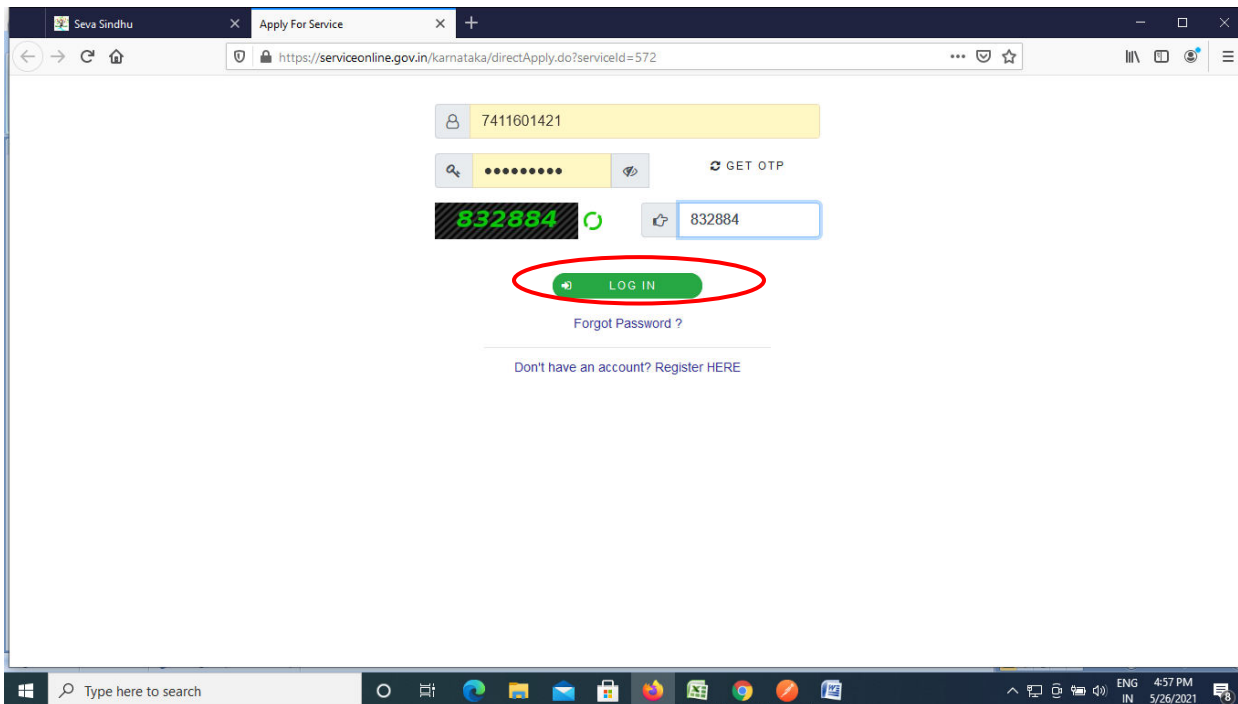 Seva Sindhu
Apply For Service
https://serviceonline.gov.in/karnataka/directApply.do?serviceId=572
7411601421
●●●●●●●●●
GET OTP
832884
832884
LOG IN
Forgot Password ?
Don't have an account? Register HERE
Type here to search
ENG
IN
4:57 PM
5/26/2021
8